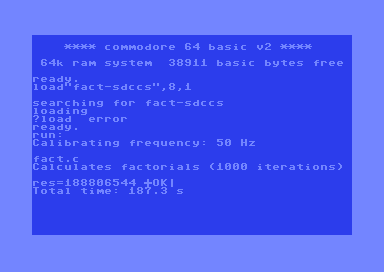 **** commodore 64 basic v2 ****
64k ram system 38911 basic bytes free
ready.
load"fact-sdccs",8,1
searching for fact-sdccs
loading
?load error
ready.
run:
Calibrating frequency: 50 Hz
fact.c
Calculates factorials (1000 iterations)
res=188806544 ┼OK|
Total time: 187.3 s